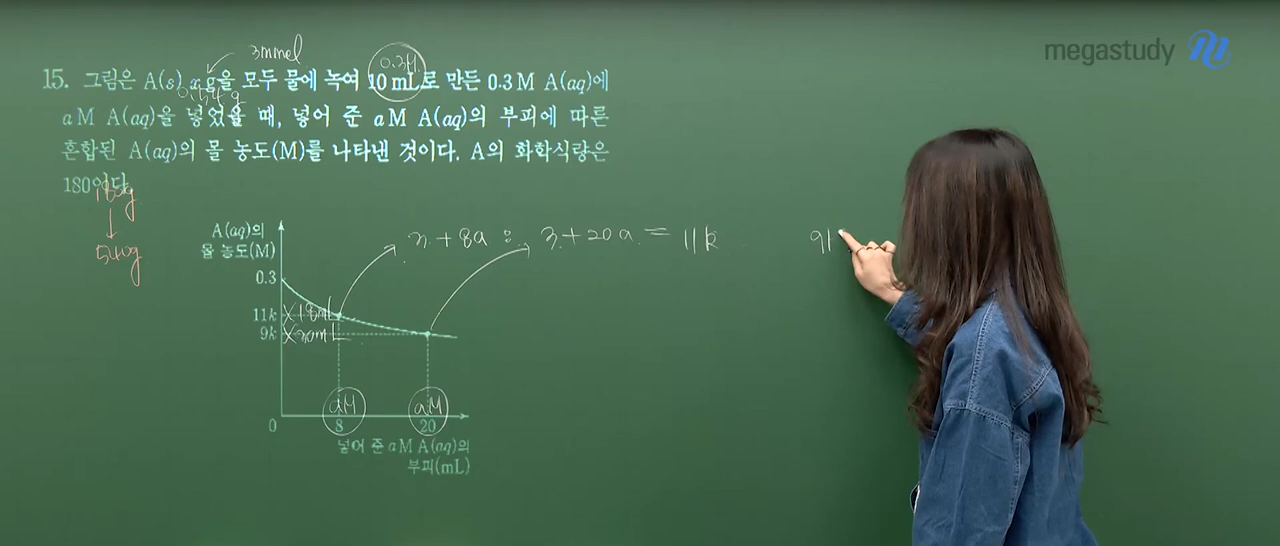 megastudy
3mmol
0.3M
15. 그림은 A(s) x g을 모두 물에 녹여 10 mL로 만든 0.3 M A(aq)에
a M A(aq)을 넣었을 때, 넣어 준 a M A(aq)의 부피에 따른
혼합된 A(aq)의 몰 농도(M)를 나타낸 것이다. A의 화학식량은
180이다.
180g
↓
540g
A(aq)의
몰 농도(M)
0.3
11k ×18mL
9k ×30mL
3+8a : 3+20a = 11k
91
aM aM
0 8 20
넣어 준 a M A(aq)의
부피(mL)